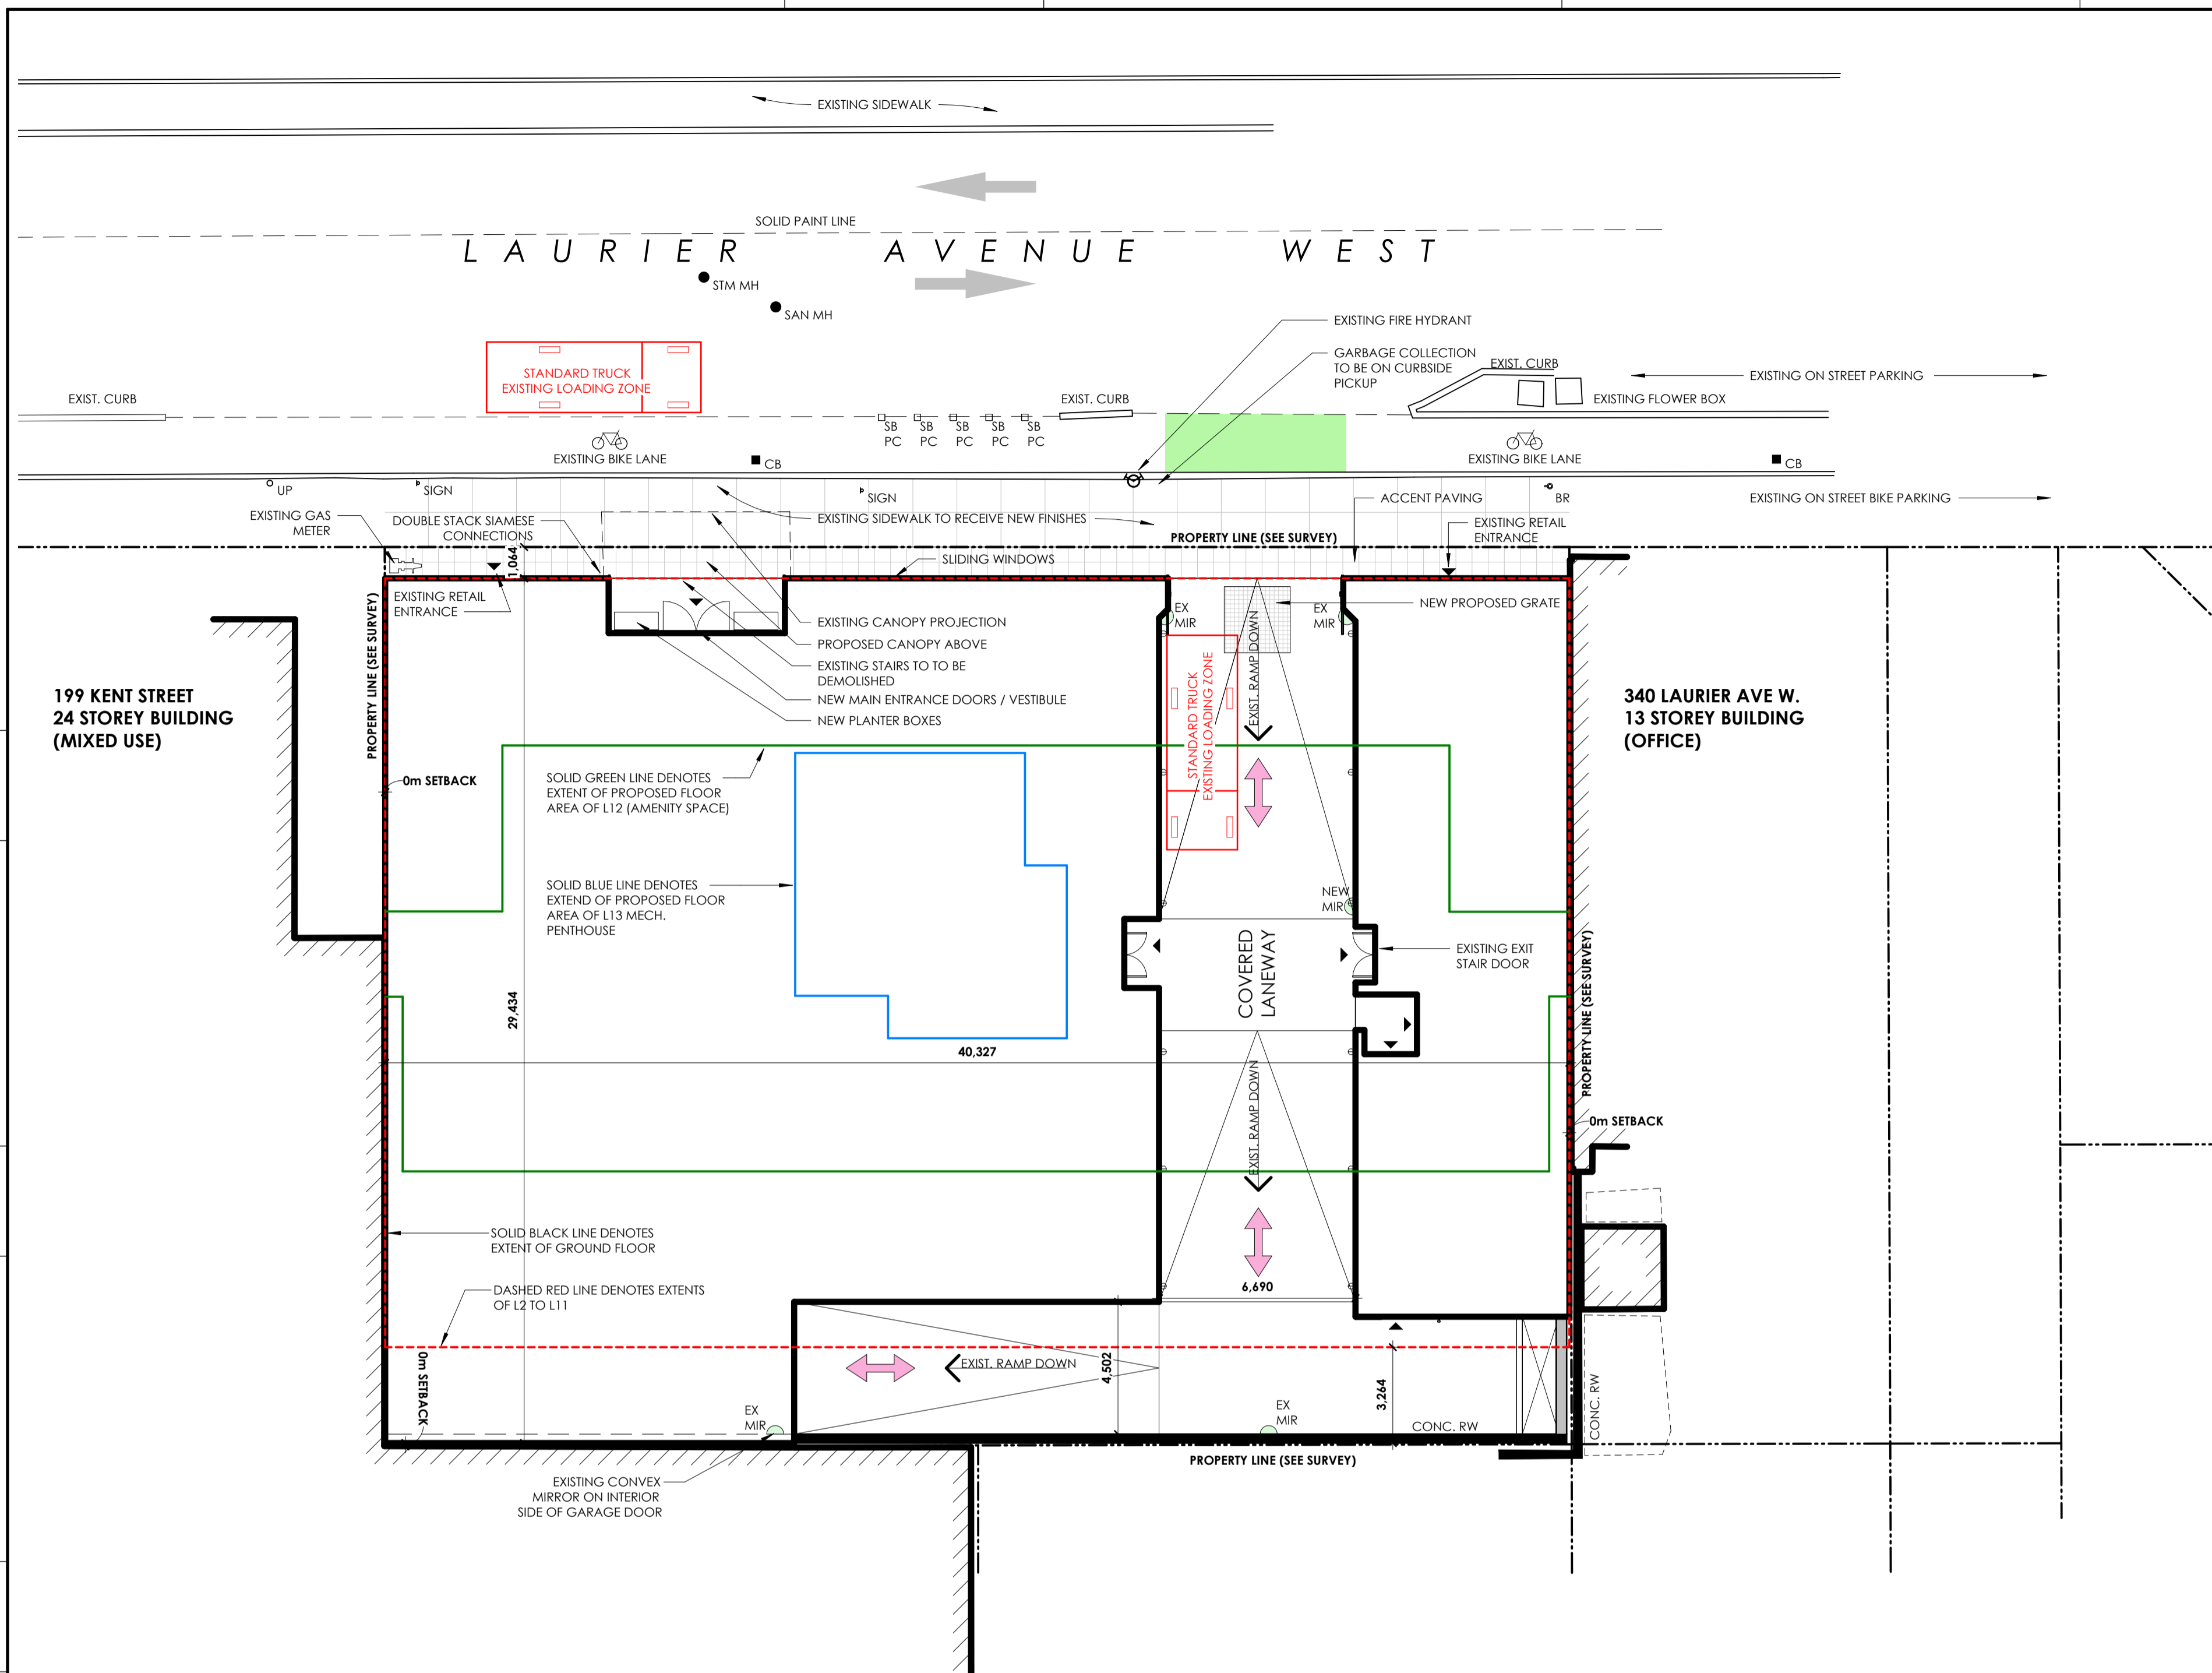 EXISTING SIDEWALK
SOLID PAINT LINE
LAURIER AVENUE WEST
STM MH
SAN MH
EXISTING FIRE HYDRANT
GARBAGE COLLECTION
TO BE ON CURBSIDE
PICKUP
STANDARD TRUCK
EXISTING LOADING ZONE
EXIST. CURB
EXIST. CURB
EXIST. CURB
EXISTING ON STREET PARKING
EXISTING FLOWER BOX
SB
PC
SB
PC
SB
PC
SB
PC
SB
PC
EXISTING BIKE LANE
CB
EXISTING BIKE LANE
CB
UP
SIGN
SIGN
ACCENT PAVING
BR
EXISTING ON STREET BIKE PARKING
EXISTING GAS
METER
DOUBLE STACK SIAMESE
CONNECTIONS
EXISTING SIDEWALK TO RECEIVE NEW FINISHES
EXISTING RETAIL
ENTRANCE
PROPERTY LINE (SEE SURVEY)
1,064
SLIDING WINDOWS
EXISTING RETAIL
ENTRANCE
PROPERTY LINE (SEE SURVEY)
EX
MIR
EX
MIR
NEW PROPOSED GRATE
EXISTING CANOPY PROJECTION
PROPOSED CANOPY ABOVE
EXISTING STAIRS TO TO BE
DEMOLISHED
NEW MAIN ENTRANCE DOORS / VESTIBULE
NEW PLANTER BOXES
EXIST. RAMP DOWN
STANDARD TRUCK
EXISTING LOADING ZONE
199 KENT STREET
24 STOREY BUILDING
(MIXED USE)
340 LAURIER AVE W.
13 STOREY BUILDING
(OFFICE)
0m SETBACK
SOLID GREEN LINE DENOTES
EXTENT OF PROPOSED FLOOR
AREA OF L12 (AMENITY SPACE)
SOLID BLUE LINE DENOTES
EXTEND OF PROPOSED FLOOR
AREA OF L13 MECH.
PENTHOUSE
NEW
MIR
COVERED
LANEWAY
EXISTING EXIT
STAIR DOOR
PROPERTY LINE (SEE SURVEY)
29,434
40,327
EXIST. RAMP DOWN
0m SETBACK
SOLID BLACK LINE DENOTES
EXTENT OF GROUND FLOOR
DASHED RED LINE DENOTES EXTENTS
OF L2 TO L11
6,690
0m SETBACK
EXIST. RAMP DOWN
4,502
3,264
EX
MIR
EX
MIR
CONC. RW
CONC. RW
PROPERTY LINE (SEE SURVEY)
EXISTING CONVEX
MIRROR ON INTERIOR
SIDE OF GARAGE DOOR